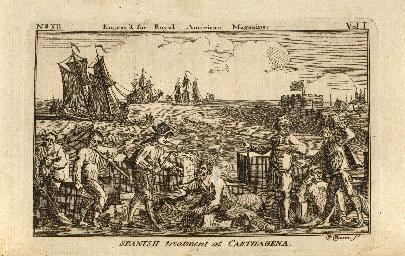 No. XII Engrav'd for Royal American Magazine. Vol. I.
SPANISH treatment at CARTHAGENA.